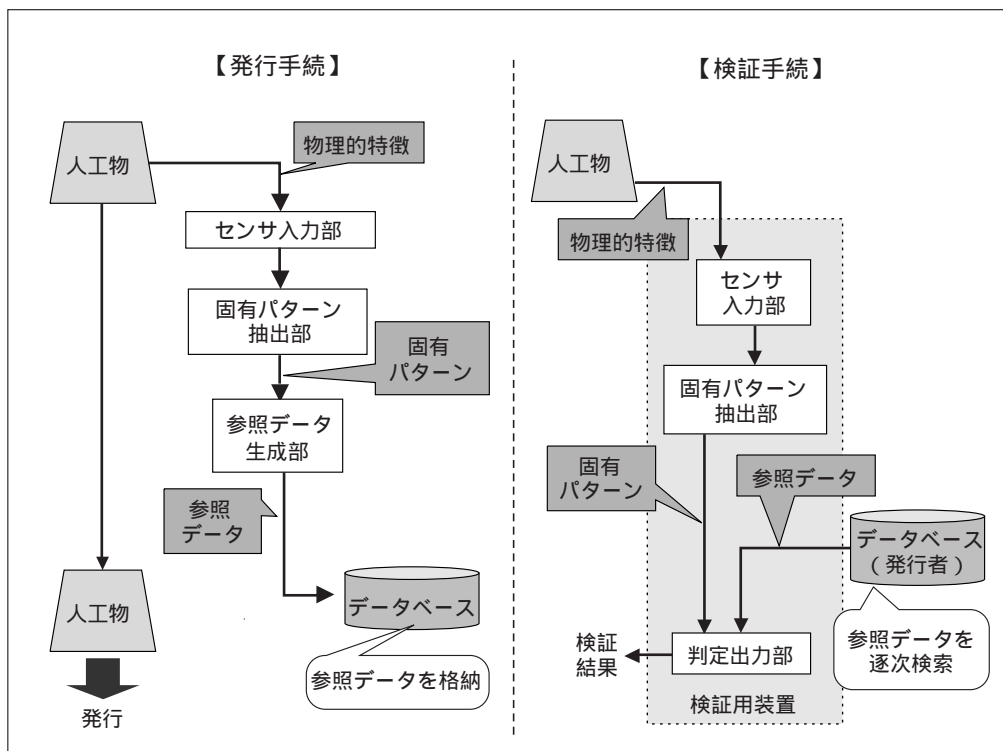 【発行手続】
人工物
物理的特徴
センサ入力部
固有パターン
抽出部
固有
パターン
参照データ
生成部
参照
データ
人工物
データベース
参照データを格納
発行
【検証手続】
人工物
物理的特徴
センサ
入力部
固有パターン
抽出部
固有
パターン
参照データ
データベース
(発行者)
参照データを
逐次検索
判定出力部
検証
結果
検証用装置